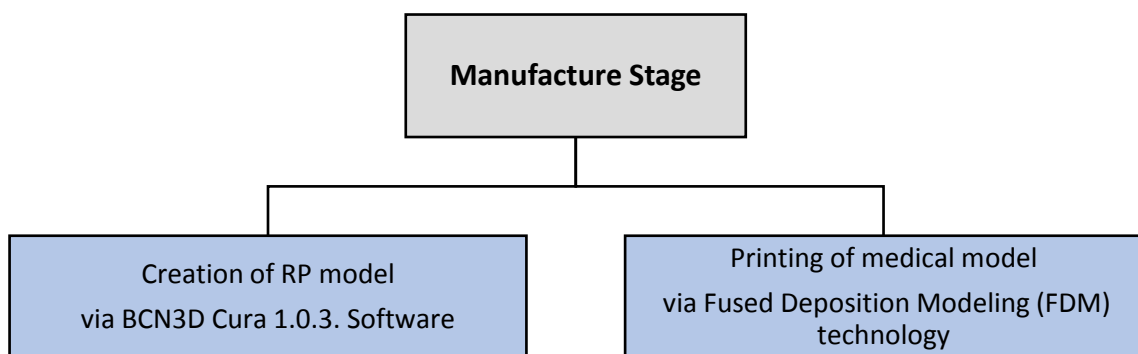 Manufacture Stage
Creation of RP model
via BCN3D Cura 1.0.3. Software
Printing of medical model
via Fused Deposition Modeling (FDM)
technology